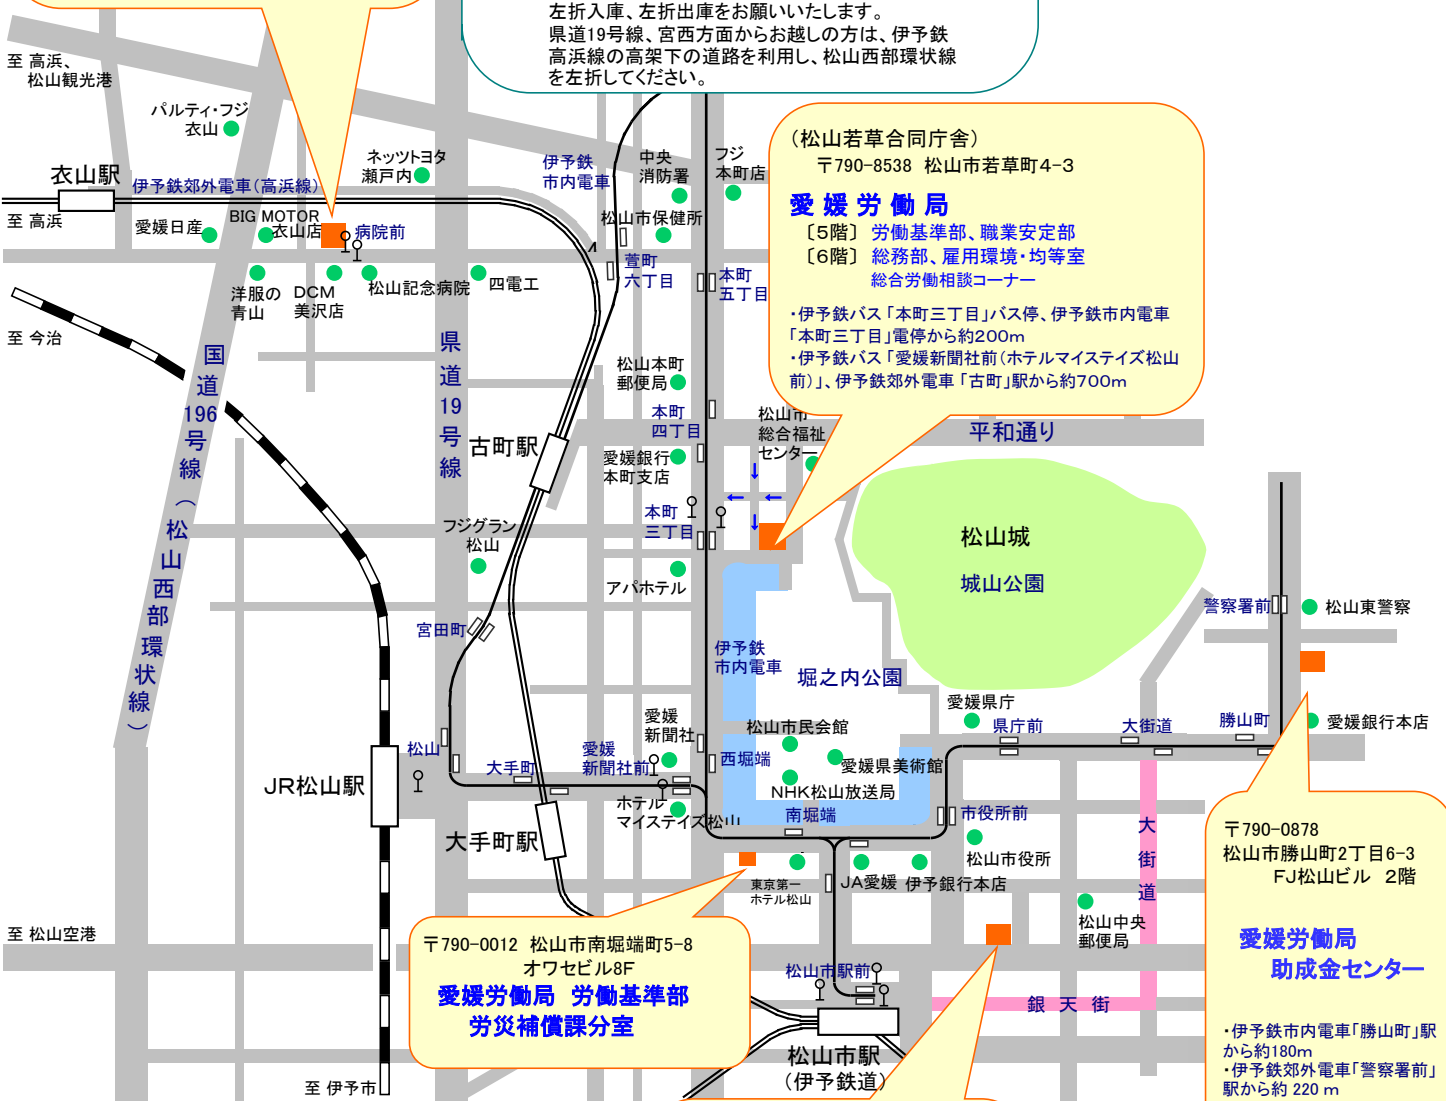 左折入庫、左折出庫をお願いいたします。
県道19号線、宮西方面からお越しの方は、伊予鉄
高浜線の高架下の道路を利用し、松山西部環状線
を左折してください。
至 高浜、
松山観光港
パルティ・フジ
衣山
ネッツトヨタ
瀬戸内
伊予鉄
市内電車
中央
消防署
フジ
本町店
(松山若草合同庁舎)
〒790-8538 松山市若草町4-3
愛媛労働局
〔5階〕 労働基準部、職業安定部
〔6階〕 総務部、雇用環境・均等室
総合労働相談コーナー
・伊予鉄バス「本町三丁目」バス停、伊予鉄市内電車
「本町三丁目」電停から約200m
・伊予鉄バス「愛媛新聞社前(ホテルマイステイズ松山
前)」、伊予鉄郊外電車「古町」駅から約700m
衣山駅
伊予鉄郊外電車(高浜線)
至 高浜
愛媛日産
BIG MOTOR
衣山店
病院前
松山市保健所
萱町
六丁目
本町
五丁目
洋服の
青山
DCM
美沢店
松山記念病院
四電工
至 今治
国道196号線(松山西部環状線)
県道19号線
松山本町
郵便局
本町
四丁目
松山市
総合福祉
センター
平和通り
古町駅
愛媛銀行
本町支店
フジグラン
松山
本町
三丁目
アパホテル
松山城
城山公園
警察署前
松山東警察
宮田町
伊予鉄
市内電車
堀之内公園
愛媛県庁
県庁前
大街道
勝山町
愛媛銀行本店
松山
JR松山駅
大手町
愛媛
新聞社
愛媛
新聞社前
西堀端
松山市民会館
愛媛県美術館
NHK松山放送局
南堀端
市役所前
ホテル
マイステイズ松山
大手町駅
東京第一
ホテル松山
JA愛媛
伊予銀行本店
松山市役所
大街道
松山中央
郵便局
〒790-0878
松山市勝山町2丁目6-3
FJ松山ビル 2階
愛媛労働局
助成金センター
・伊予鉄市内電車「勝山町」駅
から約180m
・伊予鉄郊外電車「警察署前」
駅から約 220 m
至 松山空港
〒790-0012 松山市南堀端町5-8
オワセビル8F
愛媛労働局 労働基準部
労災補償課分室
松山市駅前
銀天街
松山市駅
(伊予鉄道)
至 伊予市